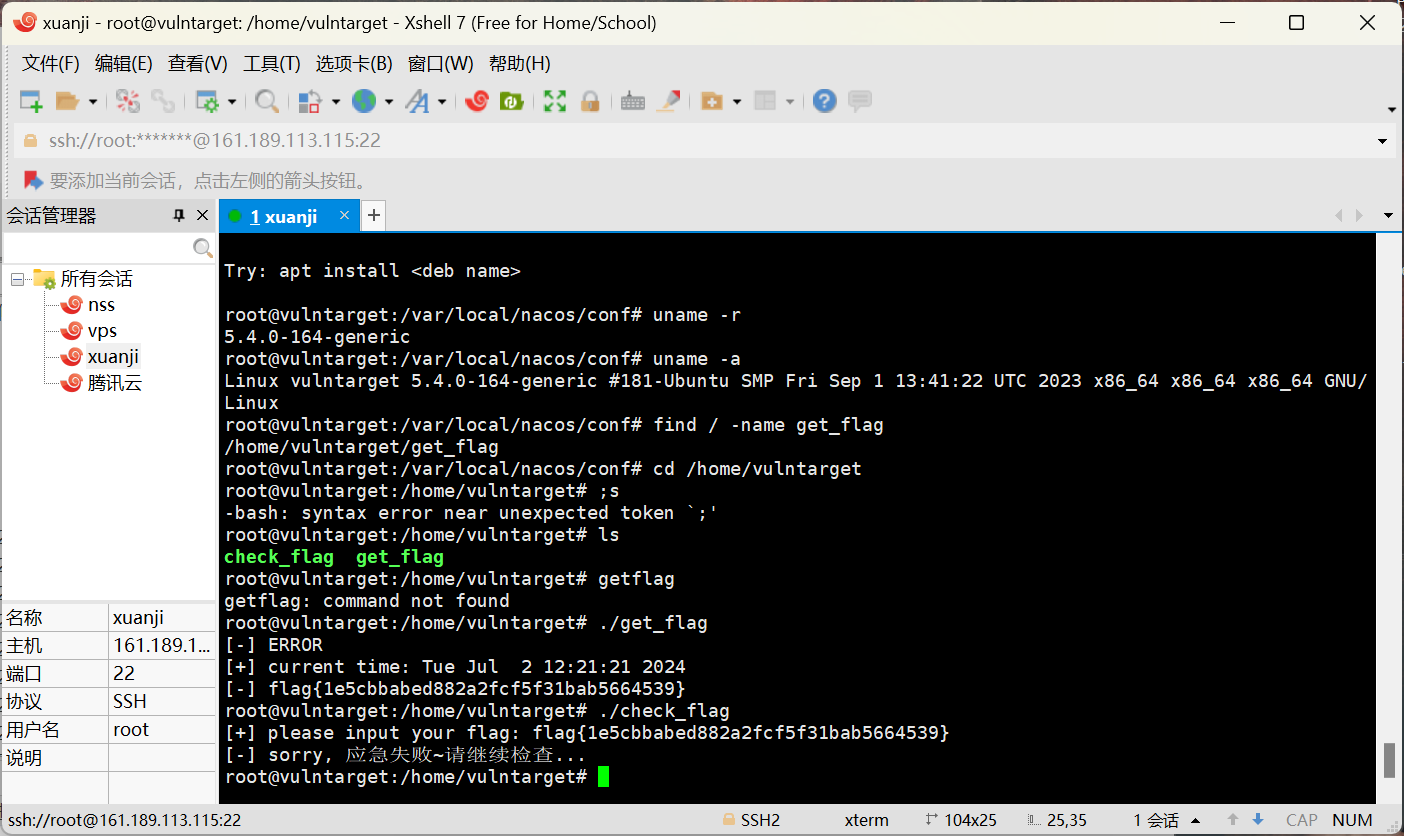 xuanji - root@vulntarget: /home/vulntarget - Xshell 7 (Free for Home/School)
文件(F) 编辑(E) 查看(V) 工具(T) 选项卡(B) 窗口(W) 帮助(H)
ssh://root:*******@161.189.113.115:22
要添加当前会话，点击左侧的箭头按钮。
会话管理器
1 xuanji
所有会话
nss
vps
xuanji
腾讯云
名称 xuanji
主机 161.189.1...
端口 22
协议 SSH
用户名 root
说明
Try: apt install <deb name>
root@vulntarget:/var/local/nacos/conf# uname -r
5.4.0-164-generic
root@vulntarget:/var/local/nacos/conf# uname -a
Linux vulntarget 5.4.0-164-generic #181-Ubuntu SMP Fri Sep 1 13:41:22 UTC 2023 x86_64 x86_64 x86_64 GNU/
Linux
root@vulntarget:/var/local/nacos/conf# find / -name get_flag
/home/vulntarget/get_flag
root@vulntarget:/var/local/nacos/conf# cd /home/vulntarget
root@vulntarget:/home/vulntarget# ;s
-bash: syntax error near unexpected token `;'
root@vulntarget:/home/vulntarget# ls
check_flag  get_flag
root@vulntarget:/home/vulntarget# getflag
getflag: command not found
root@vulntarget:/home/vulntarget# ./get_flag
[-] ERROR
[+] current time: Tue Jul  2 12:21:21 2024
[-] flag{1e5cbbabed882a2fcf5f31bab5664539}
root@vulntarget:/home/vulntarget# ./check_flag
[+] please input your flag: flag{1e5cbbabed882a2fcf5f31bab5664539}
[-] sorry, 应急失败~请继续检查...
root@vulntarget:/home/vulntarget#
ssh://root@161.189.113.115:22 SSH2 xterm 104x25 25,35 1 会话 CAP NUM